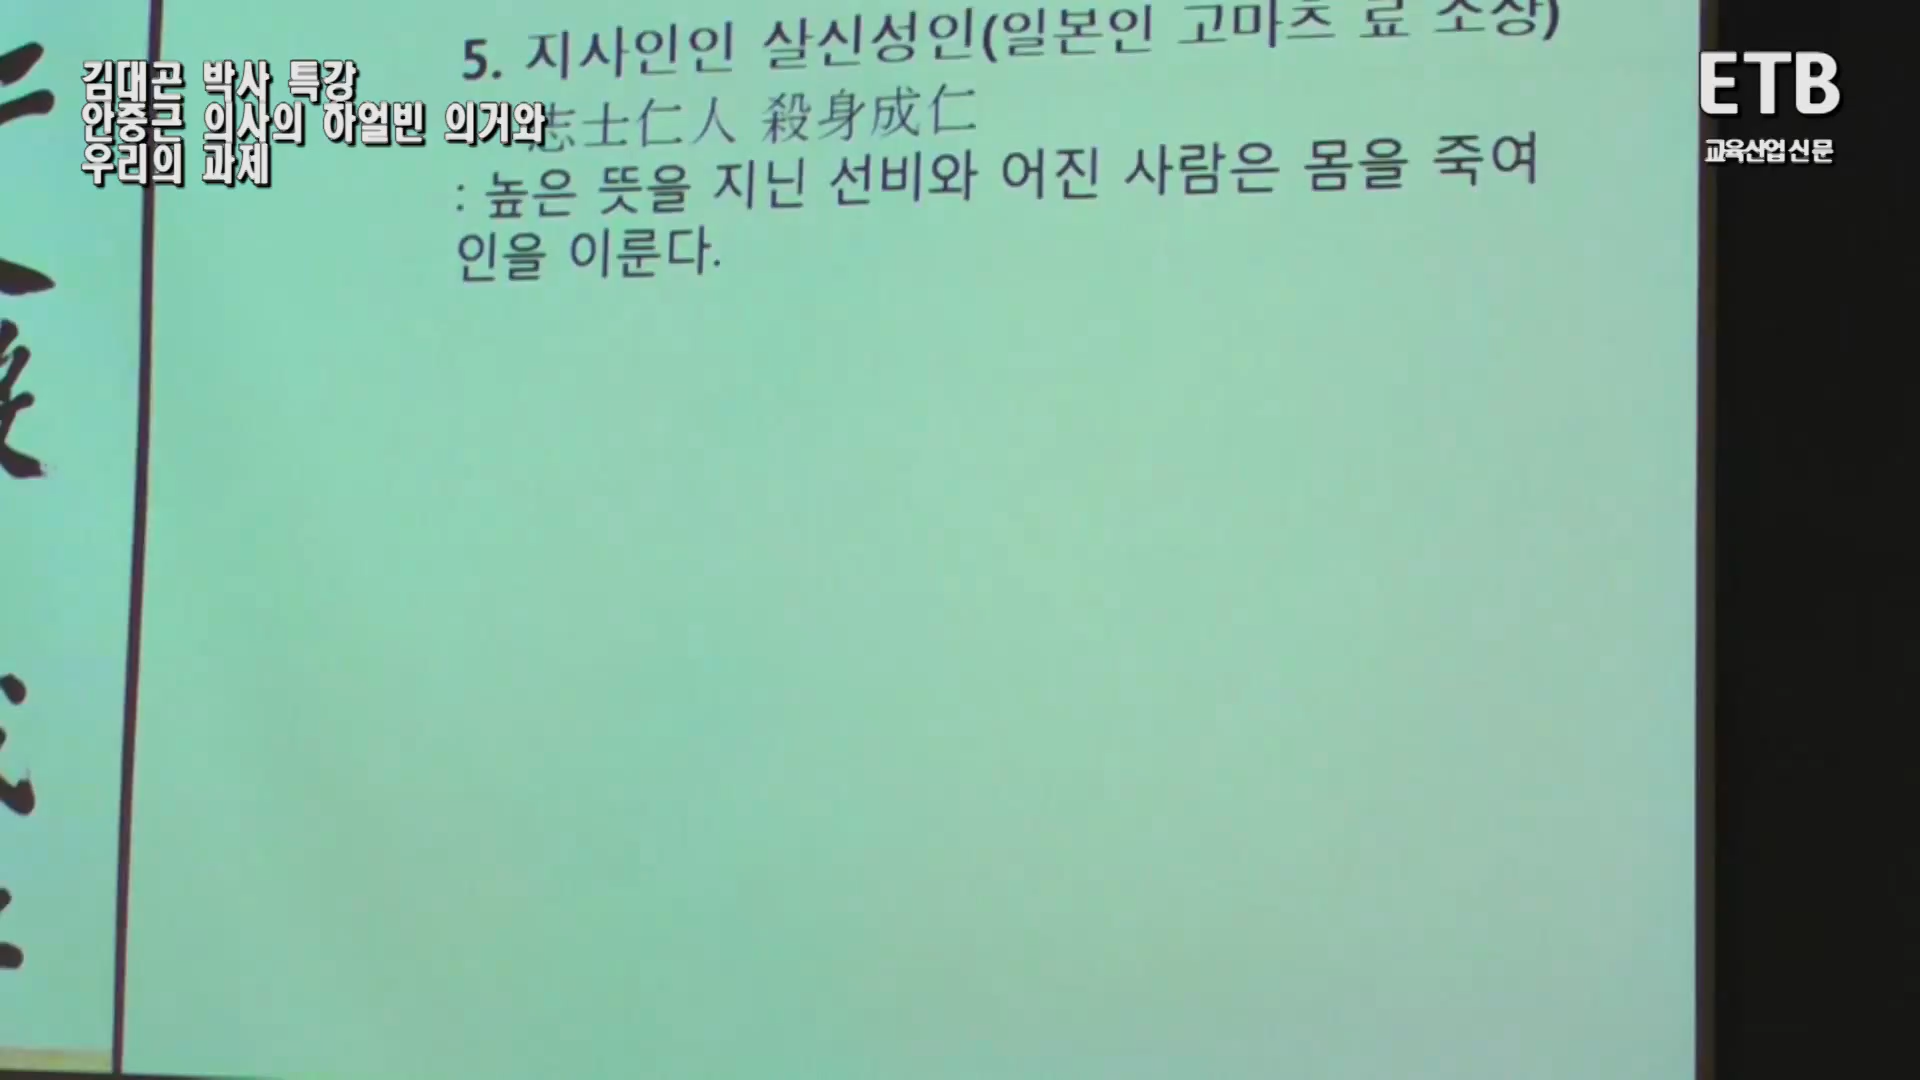 5. 지사인인 살신성인(일본인 고마츠 료 소장)
志士仁人 殺身成仁
: 높은 뜻을 지닌 선비와 어진 사람은 몸을 죽여
인을 이룬다.
김대곤 박사 특강
안중근 의사의 하얼빈 의거와
우리의 과제
ETB
교육산업신문